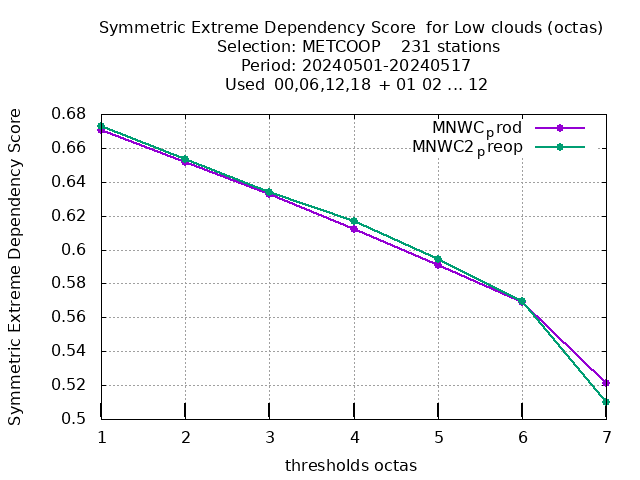 Symmetric Extreme Dependency Score  for Low clouds (octas)
Selection: METCOOP    231 stations
Period: 20240501-20240517
Used  00,06,12,18  + 01 02 ... 12
MNWCprod
MNWC2preop
Symmetric Extreme Dependency Score
0.68
0.66
0.64
0.62
0.6
0.58
0.56
0.54
0.52
0.5
1 2 3 4 5 6 7
thresholds octas